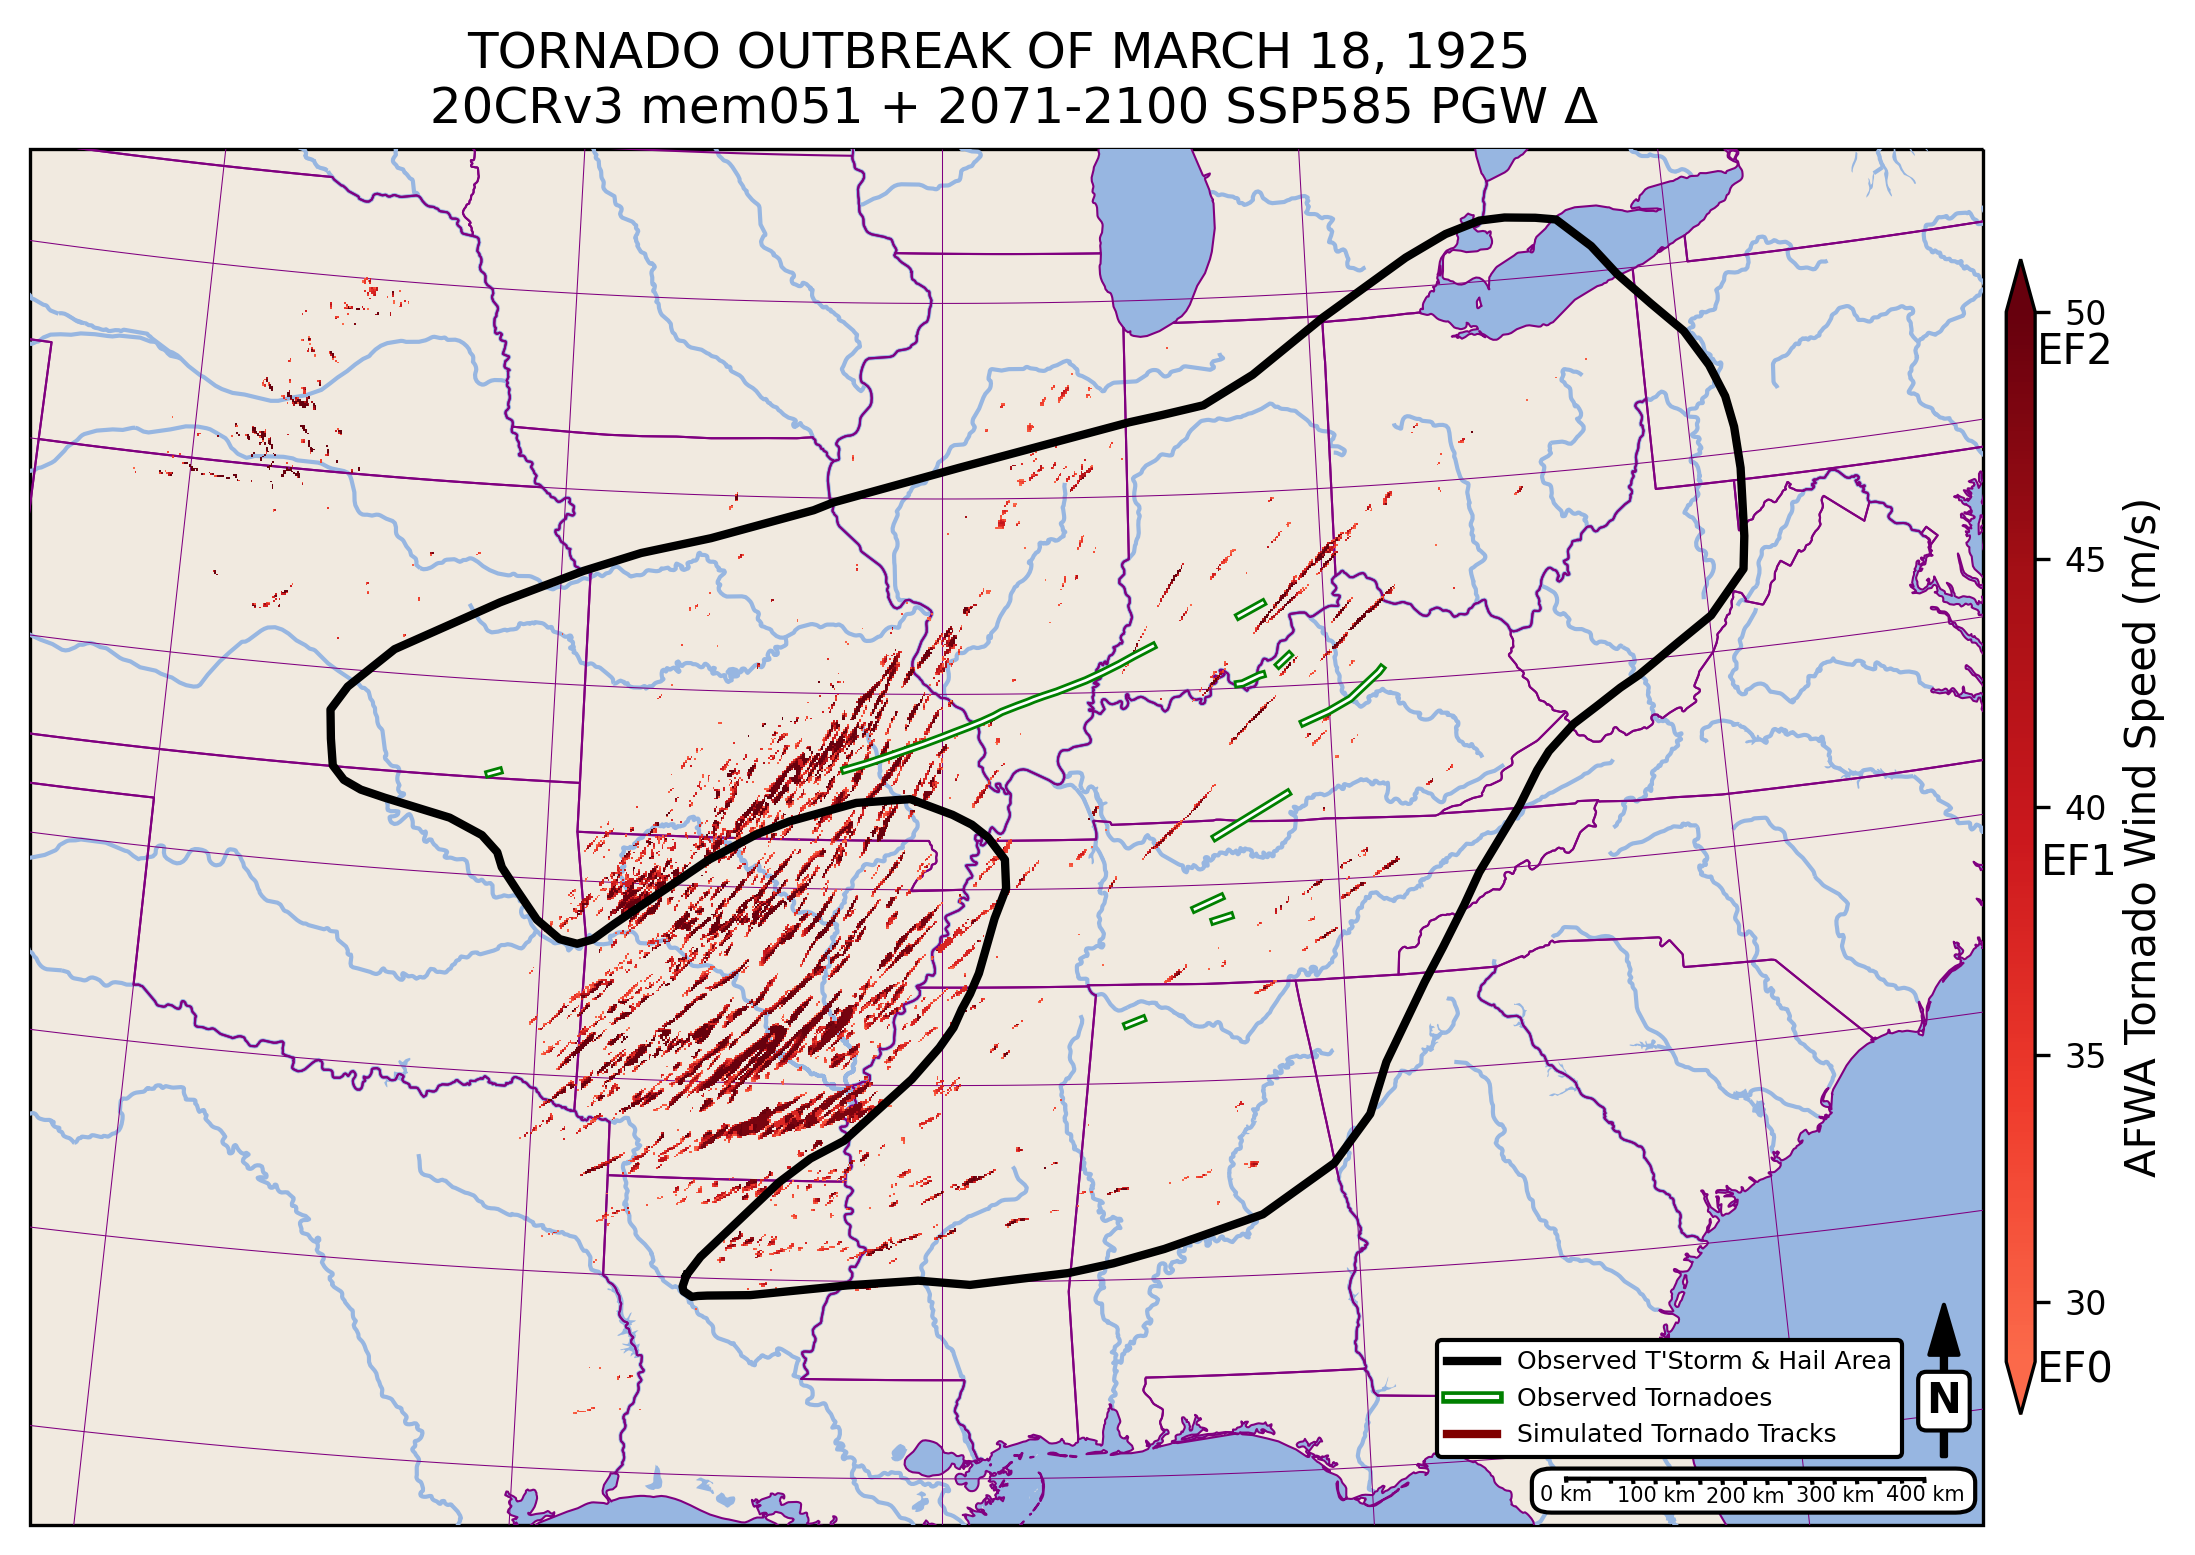 TORNADO OUTBREAK OF MARCH 18, 1925
20CRv3 mem051 + 2071-2100 SSP585 PGW Δ
50
EF2
45
40
EF1
35
30
EF0
AFWA Tornado Wind Speed (m/s)
Observed T'Storm & Hail Area
Observed Tornadoes
Simulated Tornado Tracks
N
0 km 100 km 200 km 300 km 400 km